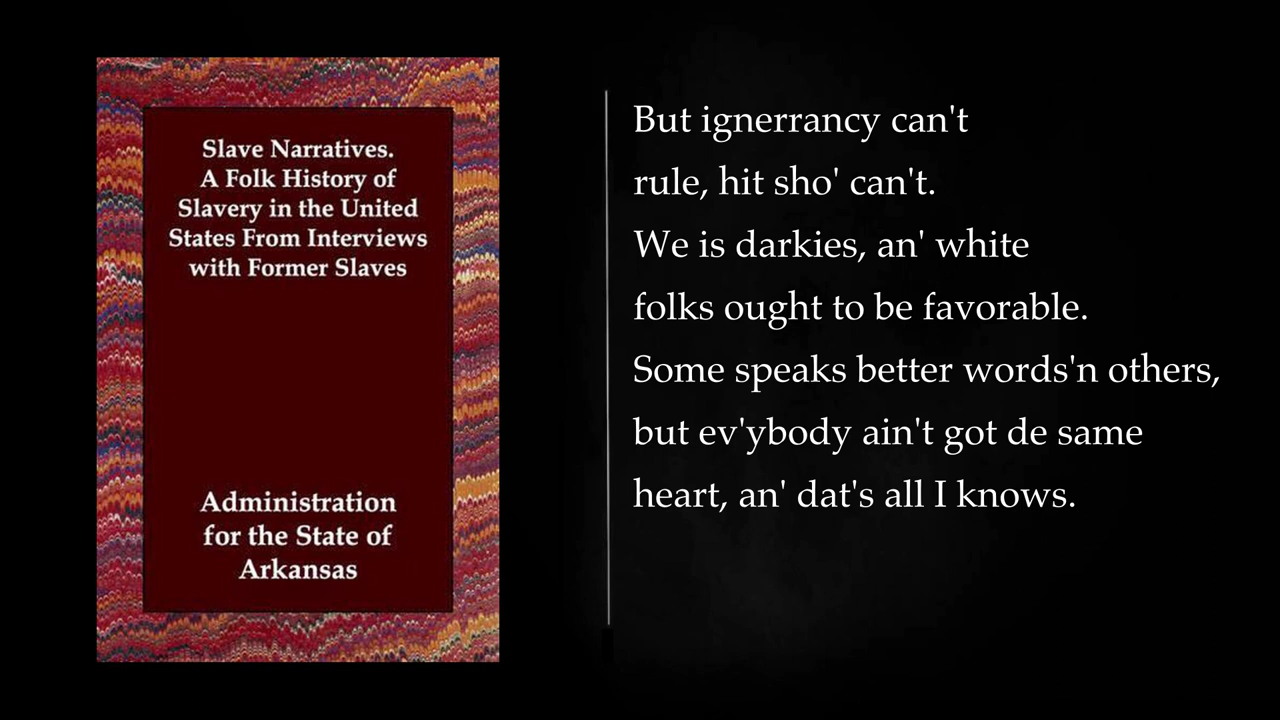 Slave Narratives.
A Folk History of
Slavery in the United
States From Interviews
with Former Slaves
Administration
for the State of
Arkansas
But ignerrancy can't
rule, hit sho' can't.
We is darkies, an' white
folks ought to be favorable.
Some speaks better words'n others,
but ev'ybody ain't got de same
heart, an' dat's all I knows.